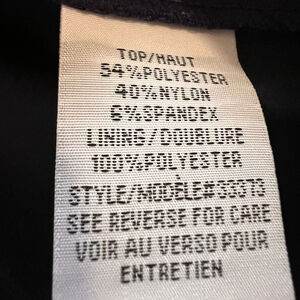 TOP/HAUT
54%POLYESTER
40%NYLON
6%SPANDEX
LINING/DOUBLURE
100%POLYESTER
STYLE/MODÈLE#33373
SEE REVERSE FOR CARE
VOIR AU VERSO POUR
ENTRETIEN